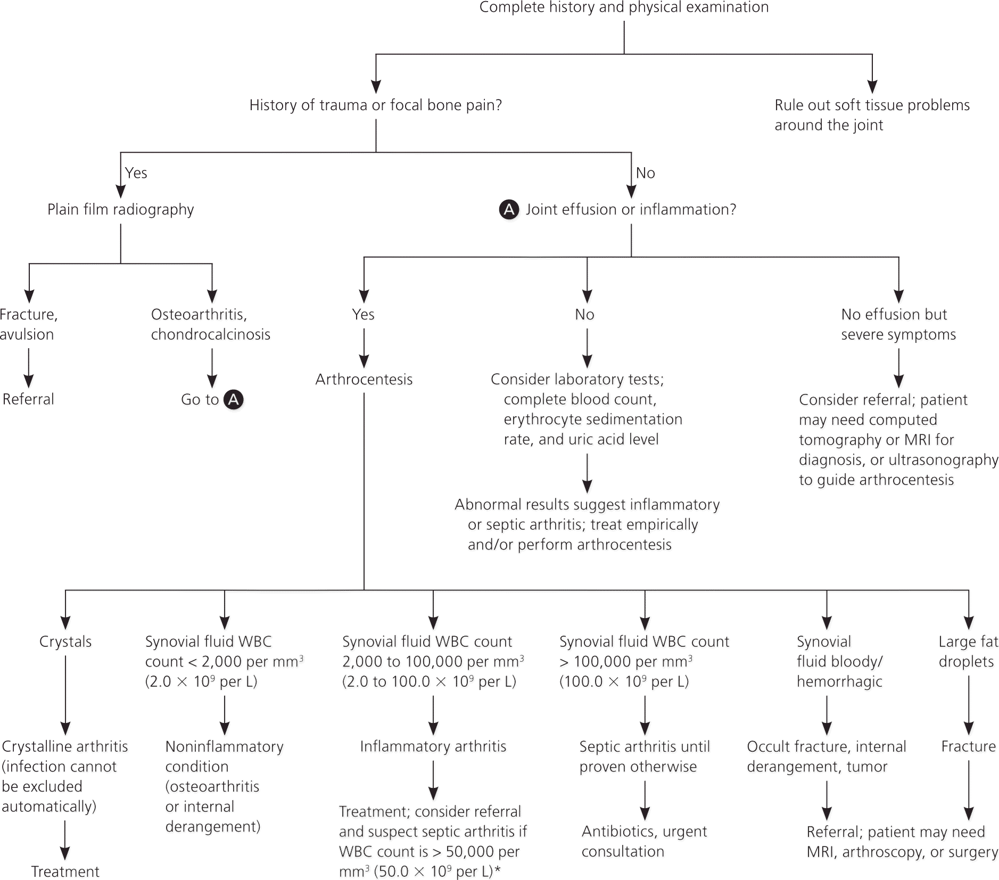 Complete history and physical examination
History of trauma or focal bone pain?
Rule out soft tissue problems
around the joint
Yes
No
Plain film radiography
A Joint effusion or inflammation?
Fracture,
avulsion
Osteoarthritis,
chondrocalcinosis
Yes
No
No effusion but
severe symptoms
Referral
Go to A
Arthrocentesis
Consider laboratory tests;
complete blood count,
erythrocyte sedimentation
rate, and uric acid level
Consider referral; patient
may need computed
tomography or MRI for
diagnosis, or ultrasonography
to guide arthrocentesis
Abnormal results suggest inflammatory
or septic arthritis; treat empirically
and/or perform arthrocentesis
Crystals
Synovial fluid WBC
count < 2,000 per mm³
(2.0 × 10⁹ per L)
Synovial fluid WBC count
2,000 to 100,000 per mm³
(2.0 to 100.0 × 10⁹ per L)
Synovial fluid WBC count
> 100,000 per mm³
(100.0 × 10⁹ per L)
Synovial
fluid bloody/
hemorrhagic
Large fat
droplets
Crystalline arthritis
(infection cannot
be excluded
automatically)
Noninflammatory
condition
(osteoarthritis
or internal
derangement)
Inflammatory arthritis
Septic arthritis until
proven otherwise
Occult fracture, internal
derangement, tumor
Fracture
Treatment
Treatment; consider referral
and suspect septic arthritis if
WBC count is > 50,000 per
mm³ (50.0 × 10⁹ per L)*
Antibiotics, urgent
consultation
Referral; patient may need
MRI, arthroscopy, or surgery